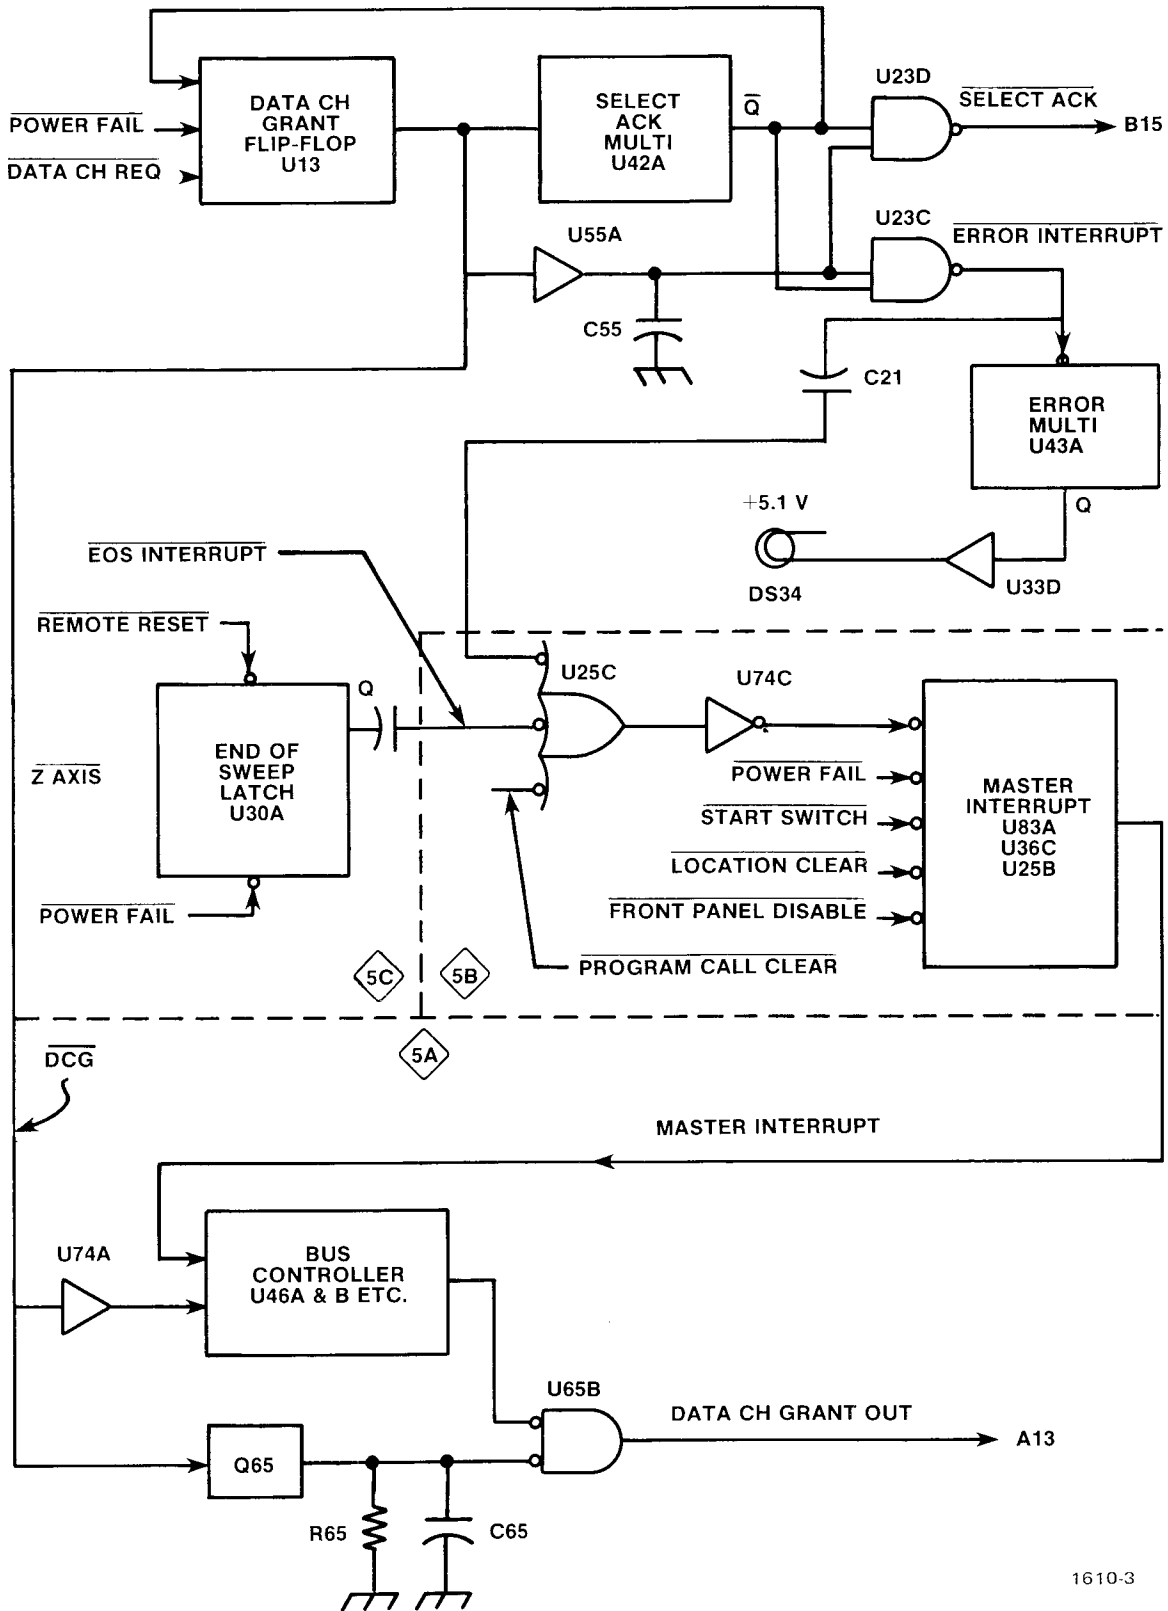 DATA CH
GRANT
FLIP-FLOP
U13
SELECT
ACK
MULTI
U42A
Q
U23D
SELECT ACK
B15
POWER FAIL
DATA CH REQ
U55A
U23C
ERROR INTERRUPT
C55
C21
ERROR
MULTI
U43A
+5.1 V
Q
DS34
U33D
EOS INTERRUPT
REMOTE RESET
Q
U25C
U74C
Z AXIS
END OF
SWEEP
LATCH
U30A
POWER FAIL
START SWITCH
LOCATION CLEAR
FRONT PANEL DISABLE
MASTER
INTERRUPT
U83A
U36C
U25B
POWER FAIL
PROGRAM CALL CLEAR
5C
5B
5A
DCG
MASTER INTERRUPT
U74A
BUS
CONTROLLER
U46A & B ETC.
U65B
DATA CH GRANT OUT
A13
Q65
R65
C65
1610-3